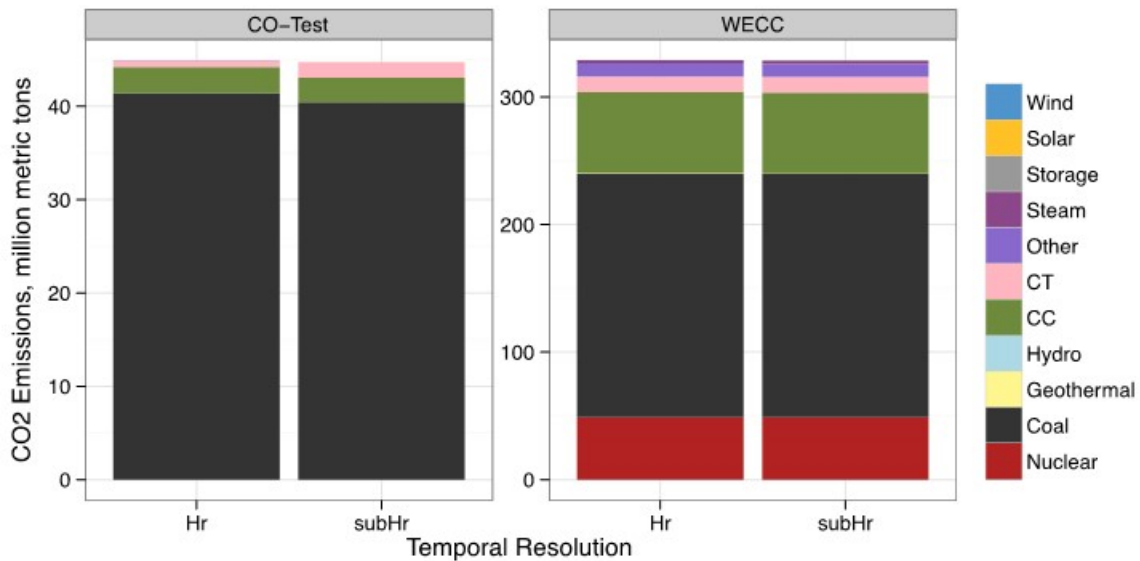 CO−Test
WECC
CO2 Emissions, million metric tons
40
30
20
10
0
300
200
100
0
Hr
subHr
Hr
subHr
Temporal Resolution
Wind
Solar
Storage
Steam
Other
CT
CC
Hydro
Geothermal
Coal
Nuclear